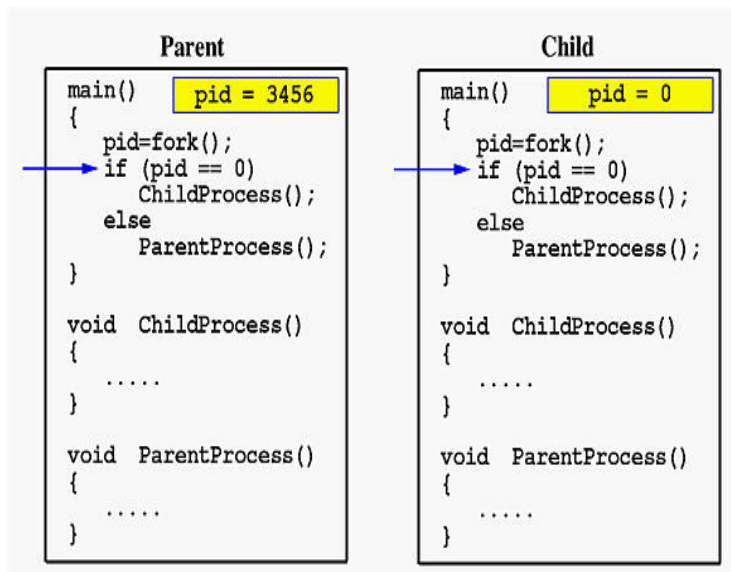 Parent
main()
pid = 3456
{
pid=fork();
if (pid == 0)
ChildProcess();
else
ParentProcess();
}
void ChildProcess()
{
.....
}
void ParentProcess()
{
.....
}
Child
main()
pid = 0
{
pid=fork();
if (pid == 0)
ChildProcess();
else
ParentProcess();
}
void ChildProcess()
{
.....
}
void ParentProcess()
{
.....
}